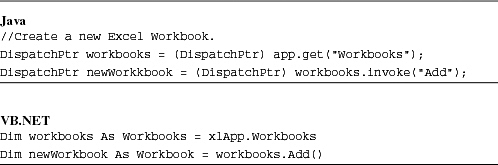 Java
//Create a new Excel Workbook.
DispatchPtr workbooks = (DispatchPtr) app.get("Workbooks");
DispatchPtr newWorkkbook = (DispatchPtr) workbooks.invoke("Add");
VB.NET
Dim workbooks As Workbooks = xlApp.Workbooks
Dim newWorkbook As Workbook = workbooks.Add()